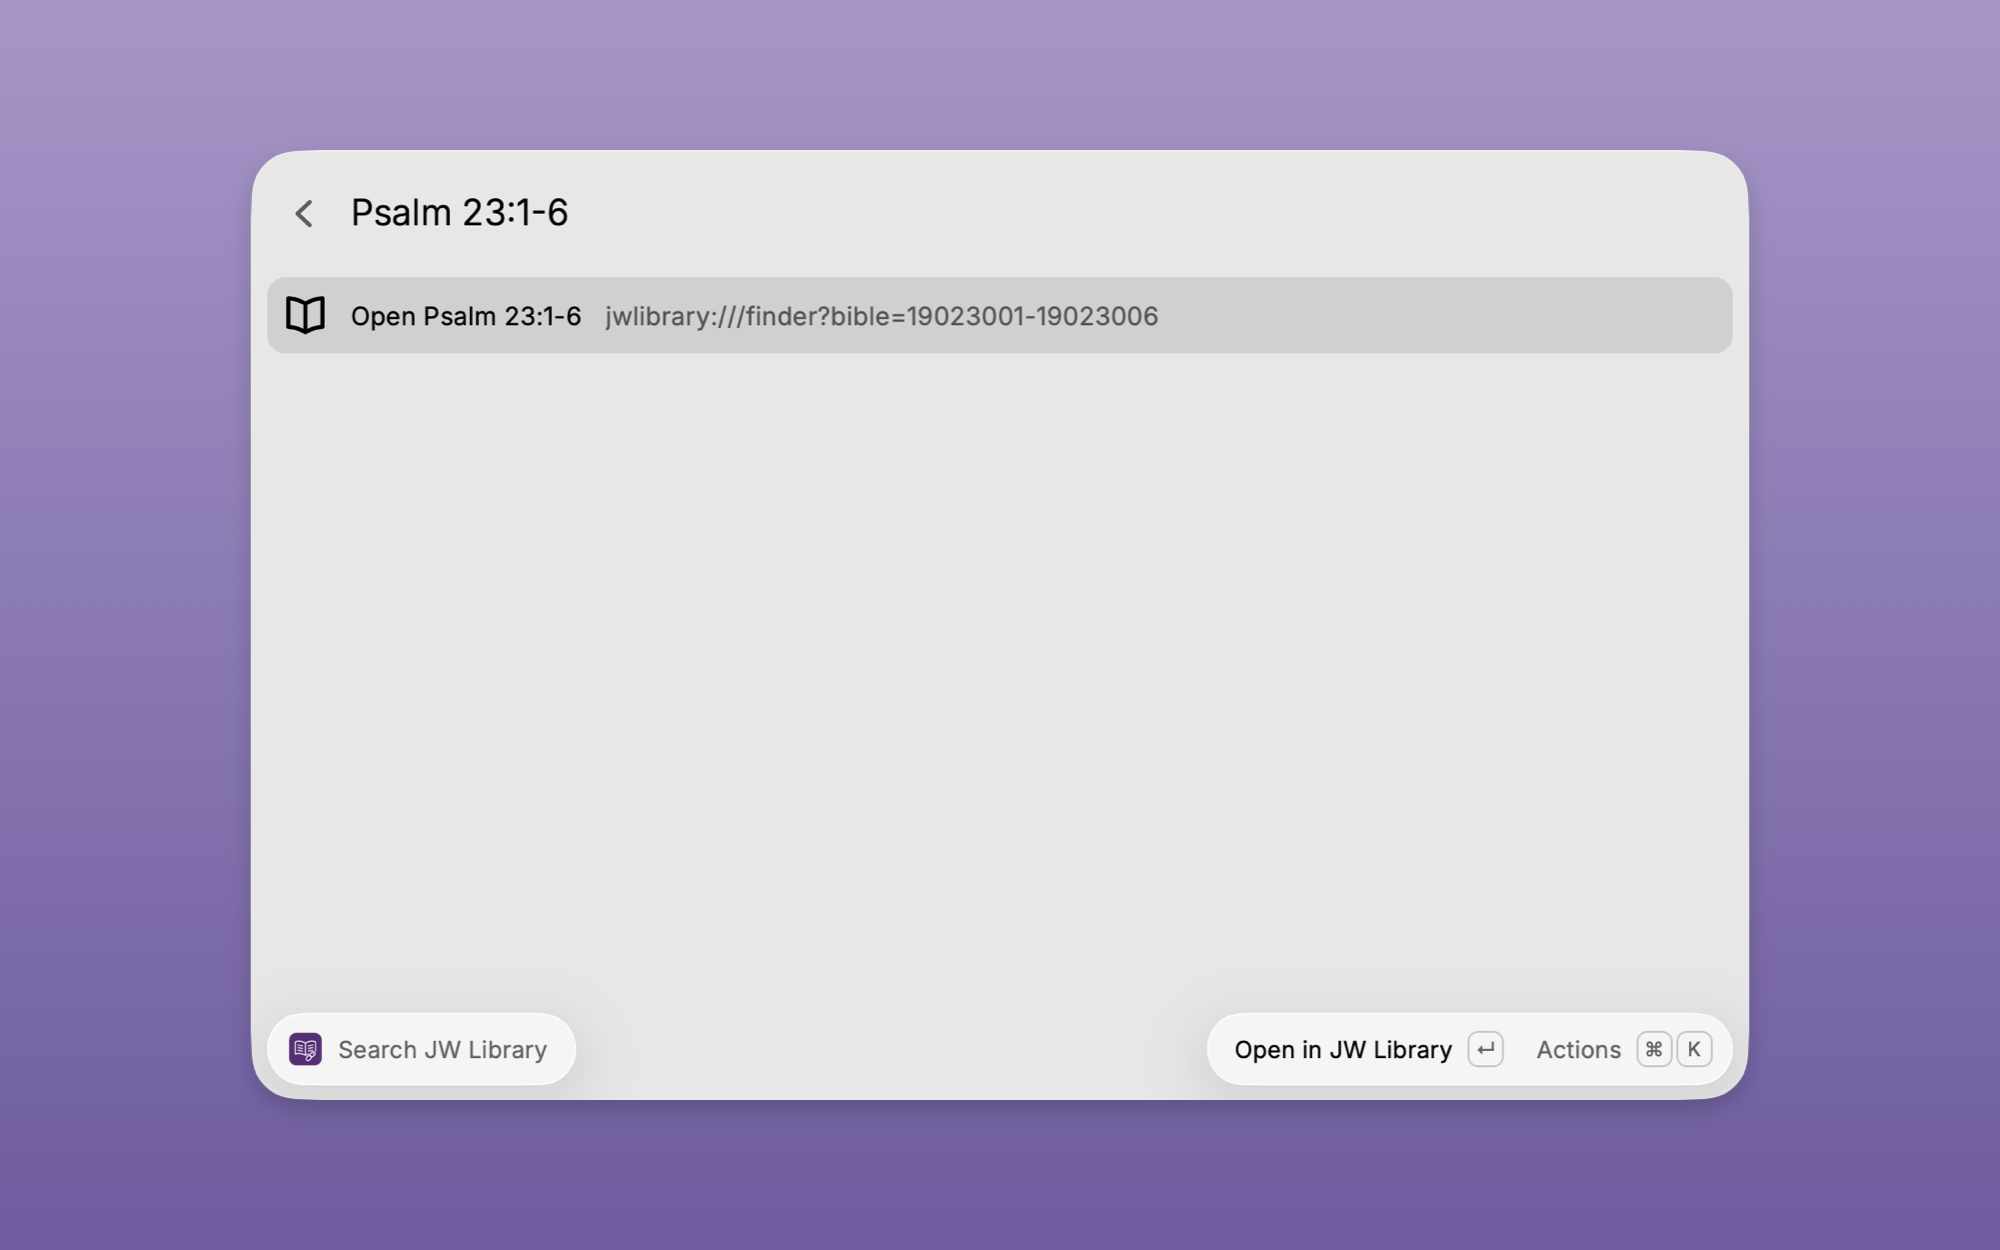 Psalm 23:1-6
Open Psalm 23:1-6 jwlibrary:///finder?bible=19023001-19023006
Search JW Library
Open in JW Library ↵ Actions ⌘ K